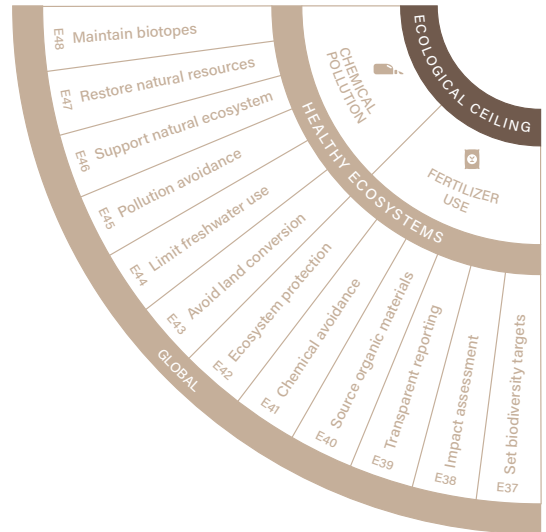 ECOLOGICAL CEILING
CHEMICAL
POLLUTION
FERTILIZER
USE
HEALTHY ECOSYSTEMS
E48 Maintain biotopes
E47 Restore natural resources
E46 Support natural ecosystem
E45 Pollution avoidance
E44 Limit freshwater use
E43 Avoid land conversion
E42 Ecosystem protection
E41 Chemical avoidance
E40 Source organic materials
E39 Transparent reporting
E38 Impact assessment
E37 Set biodiversity targets
GLOBAL